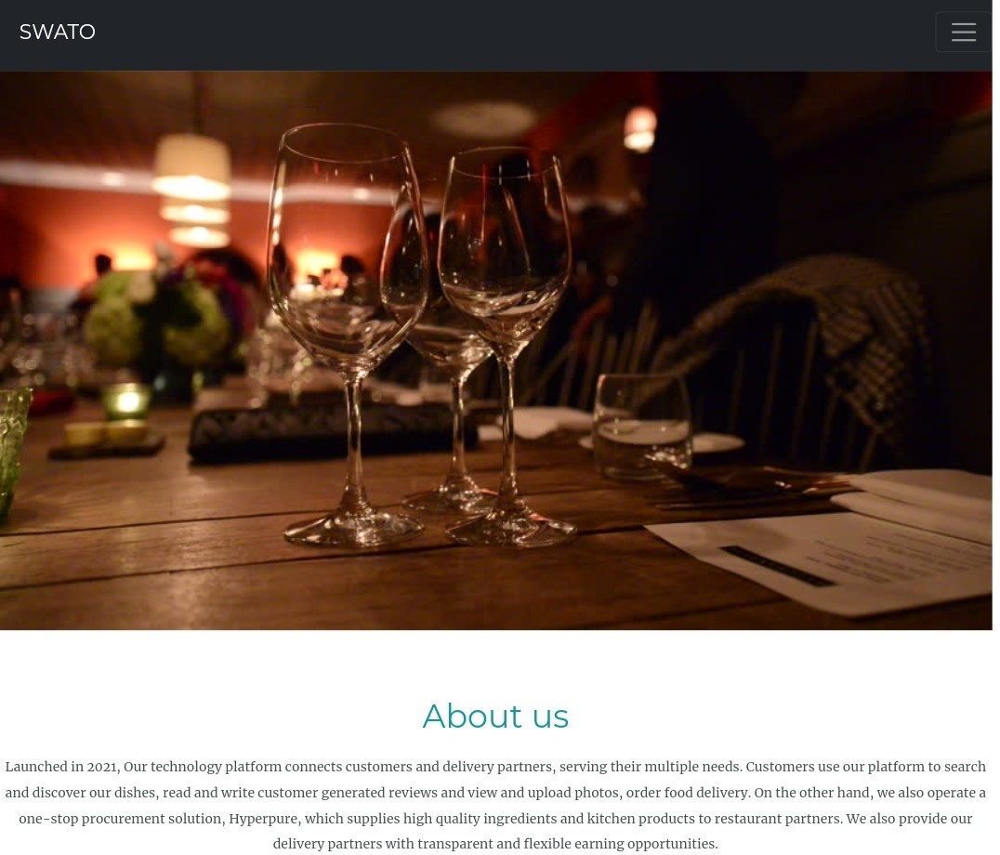 SWATO
About us
Launched in 2021, Our technology platform connects customers and delivery partners, serving their multiple needs. Customers use our platform to search
and discover our dishes, read and write customer generated reviews and view and upload photos, order food delivery. On the other hand, we also operate a
one-stop procurement solution, Hyperpure, which supplies high quality ingredients and kitchen products to restaurant partners. We also provide our
delivery partners with transparent and flexible earning opportunities.